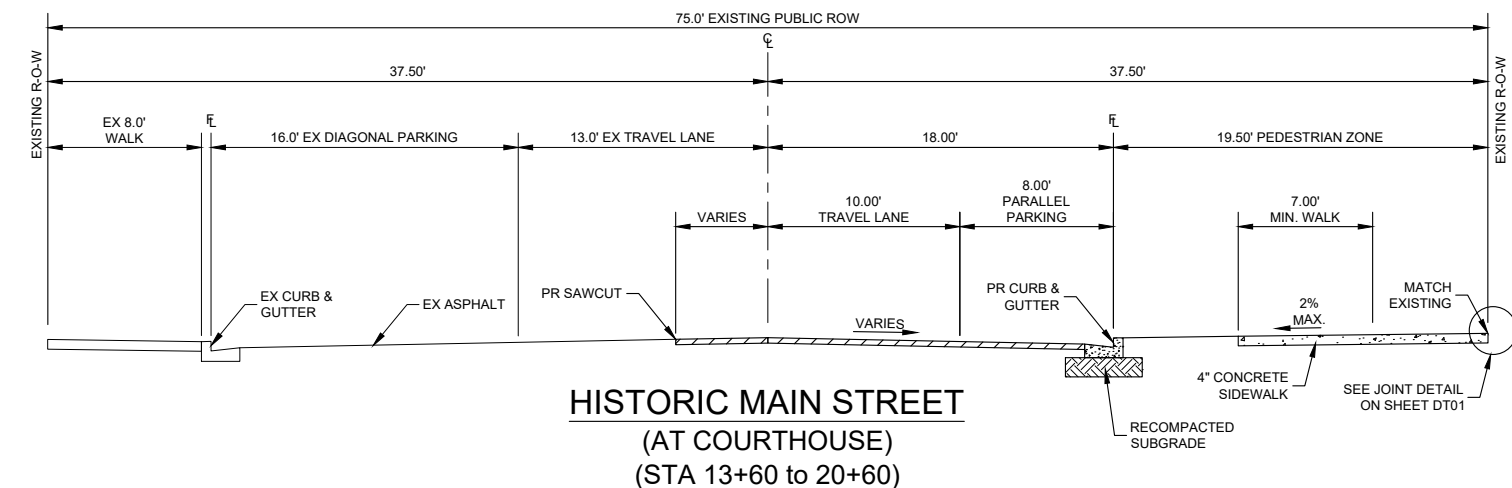 75.0' EXISTING PUBLIC ROW
EXISTING R-O-W
EXISTING R-O-W
CL
37.50'
37.50'
EX 8.0'
WALK
FL
16.0' EX DIAGONAL PARKING
13.0' EX TRAVEL LANE
18.00'
FL
19.50' PEDESTRIAN ZONE
VARIES
10.00'
TRAVEL LANE
8.00'
PARALLEL
PARKING
7.00'
MIN. WALK
EX CURB &
GUTTER
EX ASPHALT
PR SAWCUT
VARIES
PR CURB &
GUTTER
2%
MAX.
MATCH
EXISTING
4" CONCRETE
SIDEWALK
SEE JOINT DETAIL
ON SHEET DT01
RECOMPACTED
SUBGRADE
HISTORIC MAIN STREET
(AT COURTHOUSE)
(STA 13+60 to 20+60)